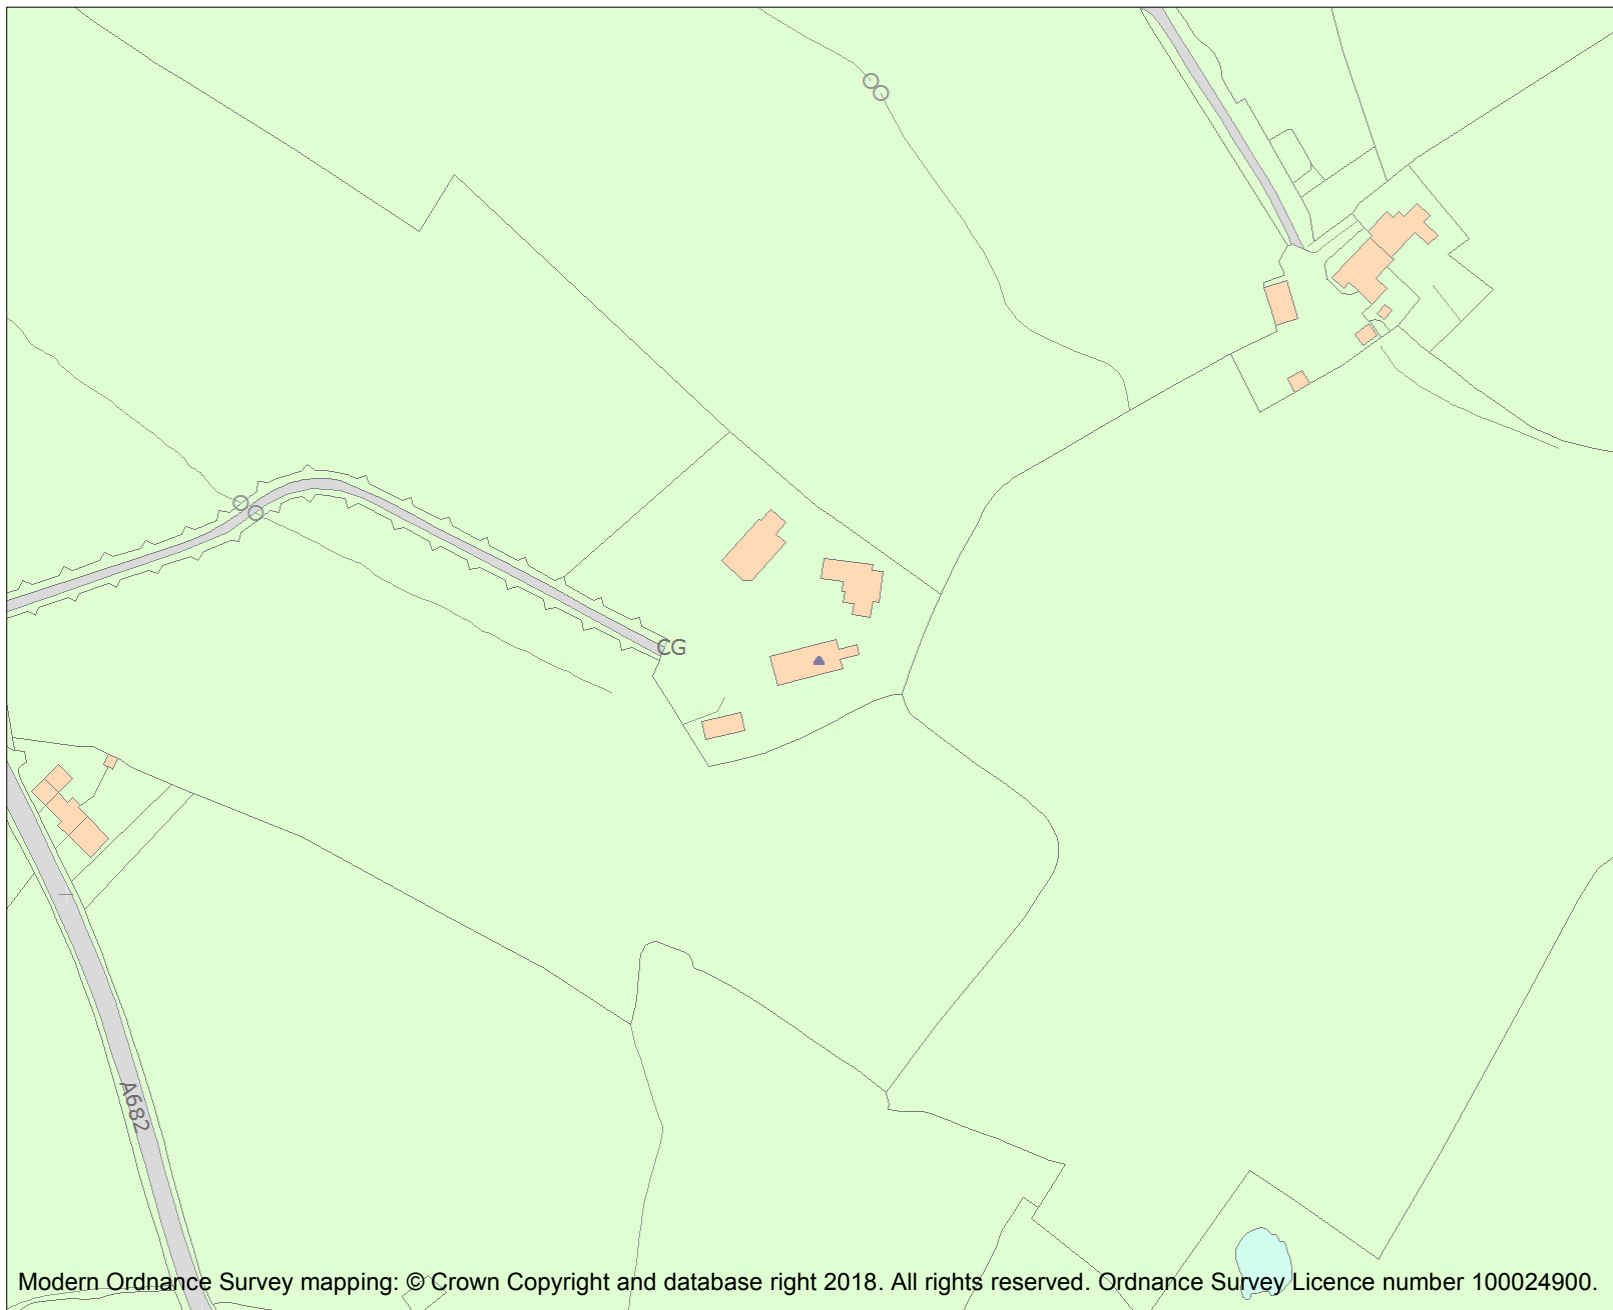 CG
A682
Modern Ordnance Survey mapping: © Crown Copyright and database right 2018. All rights reserved. Ordnance Survey Licence number 100024900.